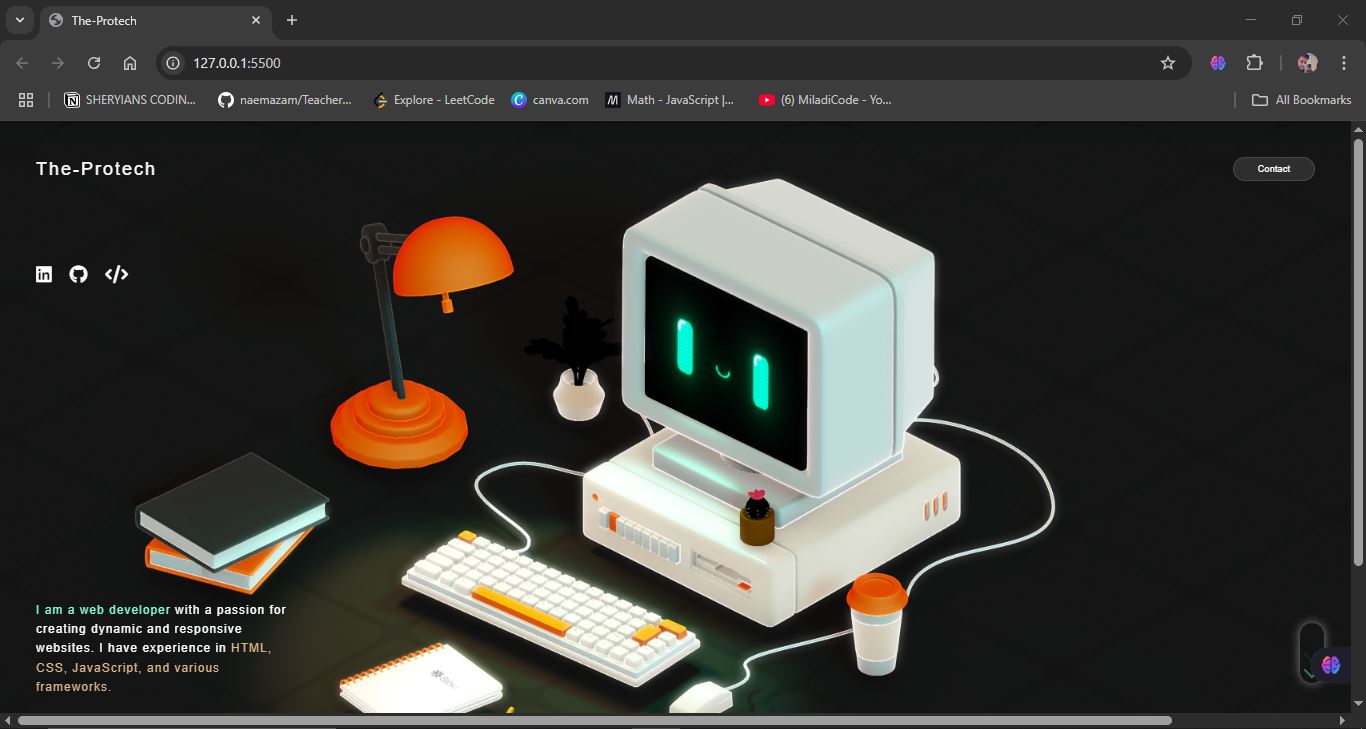 The-Protech
127.0.0.1:5500
SHERYIANS CODIN...
naemazam/Teacher...
Explore - LeetCode
canva.com
Math - JavaScript |...
(6) MiladiCode - Yo...
All Bookmarks
The-Protech
Contact
I am a web developer with a passion for
creating dynamic and responsive
websites. I have experience in HTML,
CSS, JavaScript, and various
frameworks.